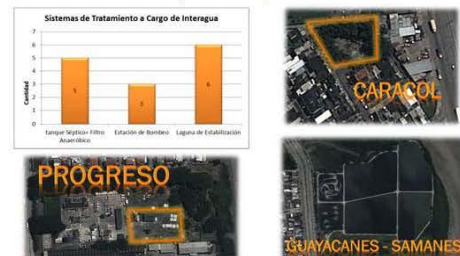 Sistemas de Tratamiento a Cargo de Interagua
Cantidad
7
6
5
4
3
2
1
0
5
3
6
tanque Séptico+ Filtro Anaeróbico
Estación de Bombeo
Laguna de Estabilización
CARACOL
PROGRESO
GUAYACANES - SAMANES